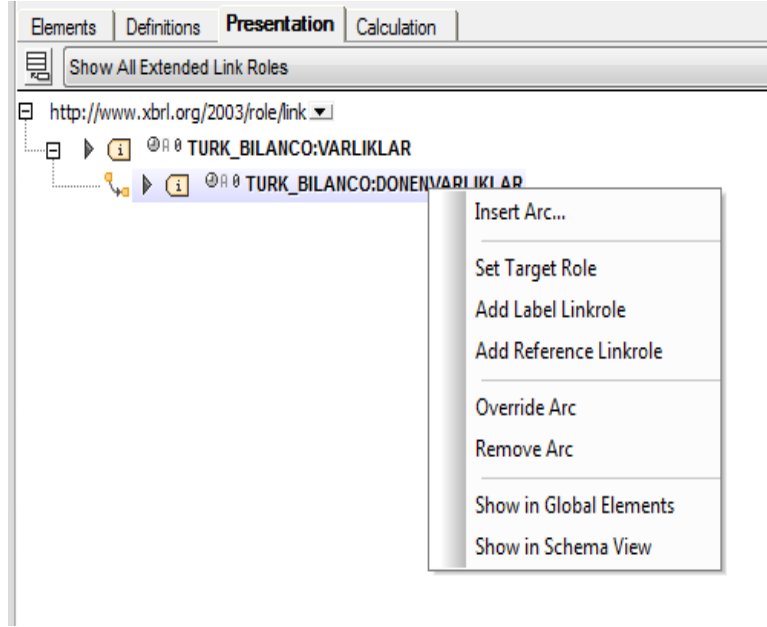 Elements Definitions Presentation Calculation
Show All Extended Link Roles
http://www.xbrl.org/2003/role/link
TURK_BILANCO:VARLIKLAR
TURK_BILANCO:DONENVARLIKLAR
Insert Arc...
Set Target Role
Add Label Linkrole
Add Reference Linkrole
Override Arc
Remove Arc
Show in Global Elements
Show in Schema View